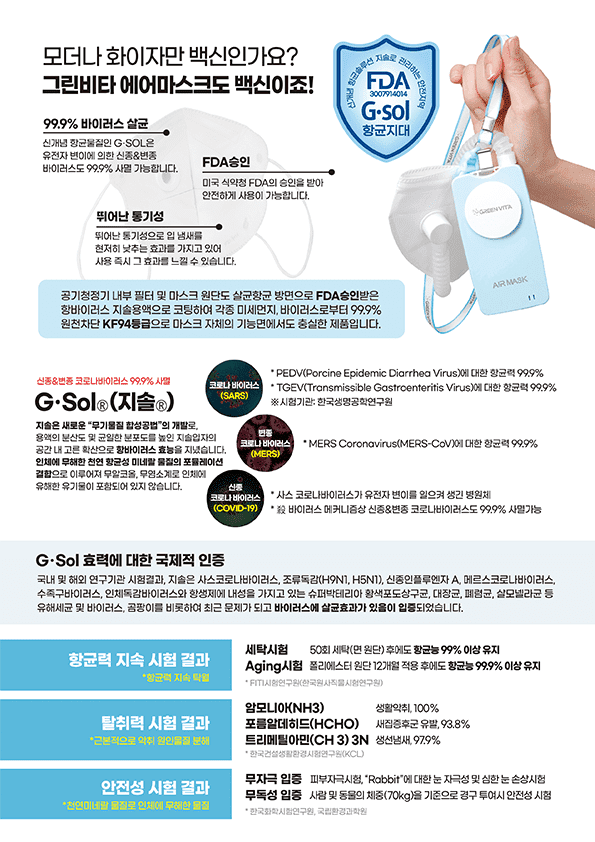 모더나 화이자만 백신인가요?
그린비타 에어마스크도 백신이죠!
신개념 항균솔루션 지솔로 관리하는 안전지역
FDA
3007914014
G·sol
항균지대
99.9% 바이러스 살균
신개념 항균물질인 G·SOL은
유전자 변이에 의한 신종&변종
바이러스도 99.9% 사멸 가능합니다.
FDA승인
미국 식약청 FDA의 승인을 받아
안전하게 사용이 가능합니다.
뛰어난 통기성
뛰어난 통기성으로 입 냄새를
현저히 낮추는 효과를 가지고 있어
사용 즉시 그 효과를 느낄 수 있습니다.
GREEN VITA
AIR MASK
공기청정기 내부 필터 및 마스크 원단도 살균항균 방면으로 FDA승인받은
항바이러스 지솔용액으로 코팅하여 각종 미세먼지, 바이러스로부터 99.9%
원천차단 KF94등급으로 마스크 자체의 기능면에서도 충실한 제품입니다.
신종&변종 코로나바이러스 99.9% 사멸
G·Sol®(지솔®)
지솔은 새로운 “무기물질 합성공법”의 개발로,
용액의 분산도 및 균일한 분포도를 높인 지솔입자의
공간 내 고른 확산으로 항바이러스 효능을 지녔습니다.
인체에 무해한 천연 항균성 미네랄 물질의 포뮬레이션
결합으로 이루어져 무알코올, 무염소계로 인체에
유해한 유기물이 포함되어 있지 않습니다.
코로나 바이러스
(SARS)
* PEDV(Porcine Epidemic Diarrhea Virus)에 대한 항균력 99.9%
* TGEV(Transmissible Gastroenteritis Virus)에 대한 항균력 99.9%
※ 시험기관: 한국생명공학연구원
변종
코로나 바이러스
(MERS)
* MERS Coronavirus(MERS-CoV)에 대한 항균력 99.9%
신종
코로나 바이러스
(COVID-19)
* 사스 코로나바이러스가 유전자 변이를 일으켜 생긴 병원체
* 殺 바이러스 메커니즘상 신종&변종 코로나바이러스도 99.9% 사멸가능
G·Sol 효력에 대한 국제적 인증
국내 및 해외 연구기관 시험결과, 지솔은 사스코로나바이러스, 조류독감(H9N1, H5N1), 신종인플루엔자 A, 메르스코로나바이러스,
수족구바이러스, 인체독감바이러스와 항생제에 내성을 가지고 있는 슈퍼박테리아 황색포도상구균, 대장균, 폐렴균, 살모넬라균 등
유해세균 및 바이러스, 곰팡이를 비롯하여 최근 문제가 되고 바이러스에 살균효과가 있음이 입증되었습니다.
항균력 지속 시험 결과
*항균력 지속 탁월
세탁시험 50회 세탁(면 원단) 후에도 항균능 99% 이상 유지
Aging시험 폴리에스터 원단 12개월 적용 후에도 항균능 99.9% 이상 유지
* FITI시험연구원(한국원사직물시험연구원)
탈취력 시험 결과
*근본적으로 악취 원인물질 분해
암모니아(NH3) 생활악취, 100%
포름알데히드(HCHO) 새집증후군 유발, 93.8%
트리메틸아민(CH 3) 3N 생선냄새, 97.9%
* 한국건설생활환경시험연구원(KCL)
안전성 시험 결과
*천연미네랄 물질로 인체에 무해한 물질
무자극 입증 피부자극시험, “Rabbit”에 대한 눈 자극성 및 심한 눈 손상시험
무독성 입증 사람 및 동물의 체중(70kg)을 기준으로 경구 투여시 안전성 시험
* 한국화학시험연구원, 국립환경과학원